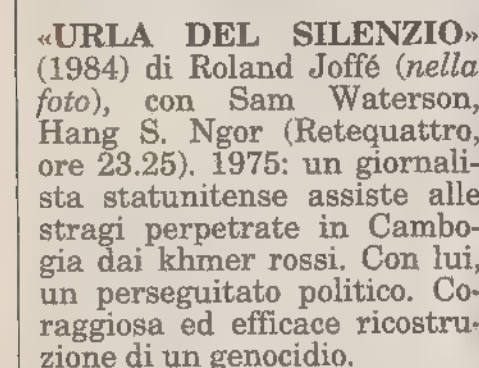 «URLA DEL SILENZIO»
(1984) di Roland Joffé (nella
foto), con Sam Waterson,
Hang S. Ngor (Retequattro,
ore 23.25). 1975: un giornali-
sta statunitense assiste alle
stragi perpetrate in Cambo-
gia dai khmer rossi. Con lui,
un perseguitato politico. Co-
raggiosa ed efficace ricostru-
zione di un genocidio.